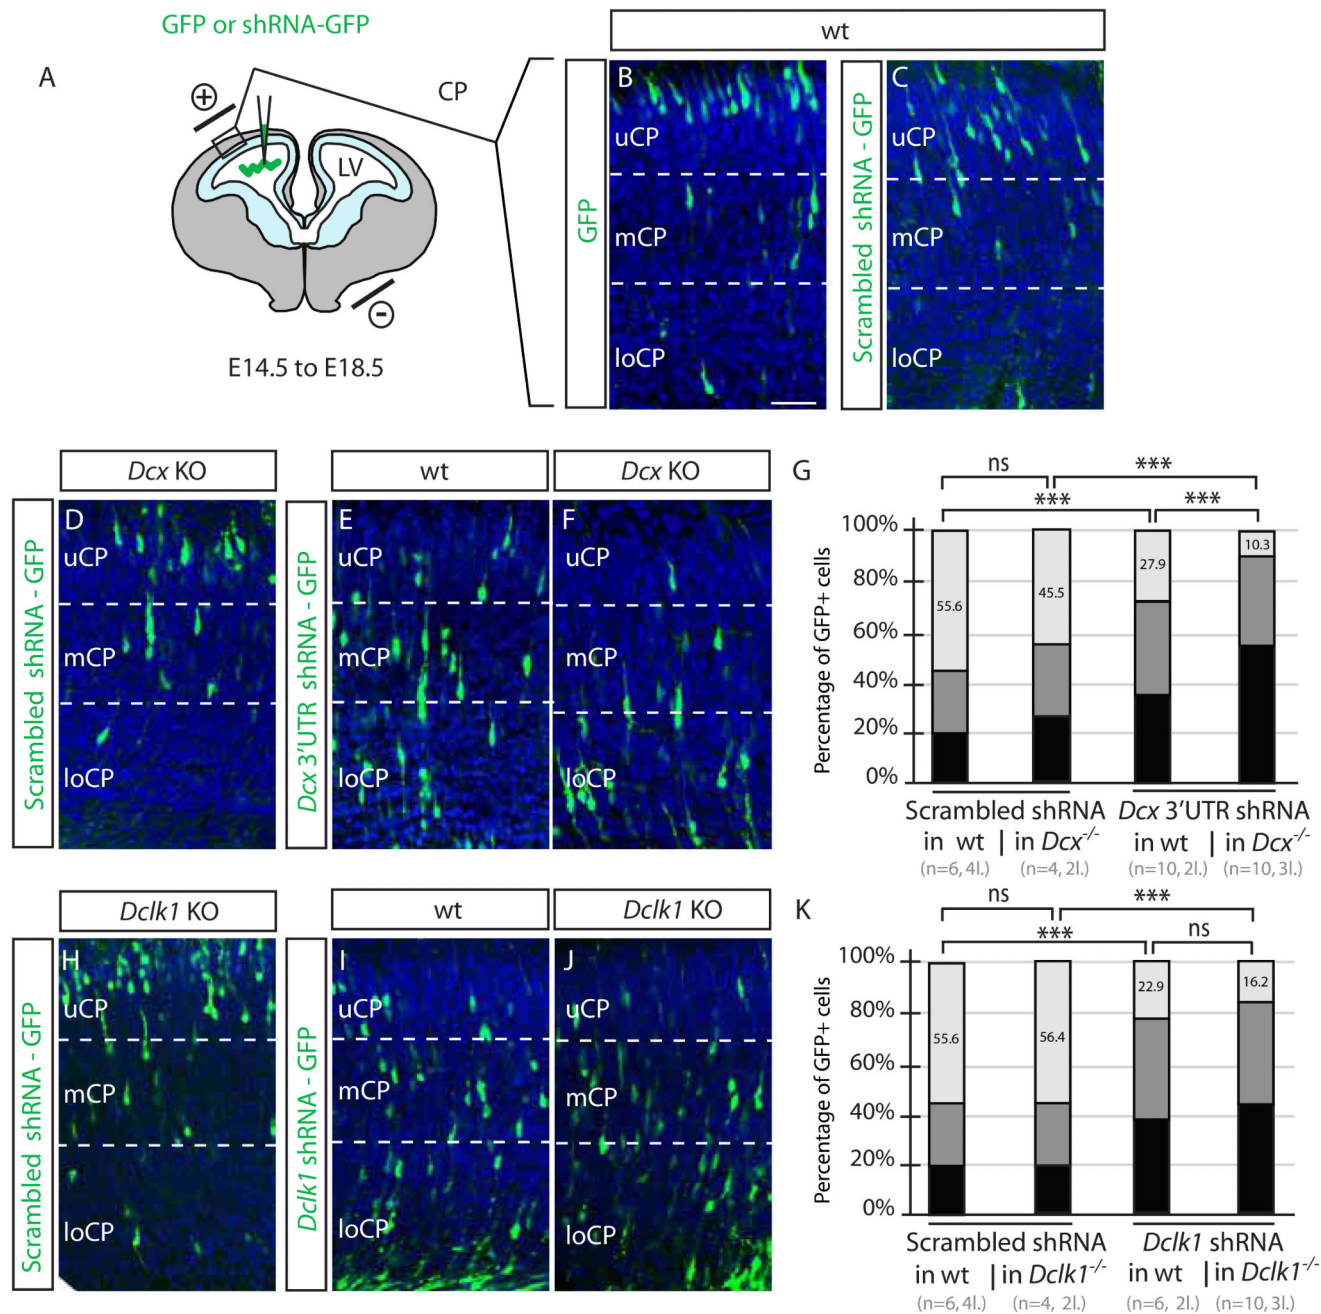 GFP or shRNA-GFP
A
CP
LV
+
-
E14.5 to E18.5
wt
GFP
B
uCP
mCP
loCP
Scrambled shRNA - GFP
C
uCP
mCP
loCP
Dcx KO
wt
Dcx KO
Scrambled shRNA - GFP
D
uCP
mCP
loCP
Dcx 3'UTR shRNA - GFP
E
uCP
mCP
loCP
F
uCP
mCP
loCP
G
ns
***
***
***
Percentage of GFP+ cells
100%
80%
60%
40%
20%
0%
55.6
45.5
27.9
10.3
Scrambled shRNA
Dcx 3'UTR shRNA
in wt | in Dcx-/-
in wt | in Dcx-/-
(n=6, 4l.) (n=4, 2l.)
(n=10, 2l.) (n=10, 3l.)
Dclk1 KO
wt
Dclk1 KO
Scrambled shRNA - GFP
H
uCP
mCP
loCP
Dclk1 shRNA - GFP
I
uCP
mCP
loCP
J
uCP
mCP
loCP
K
ns
***
***
ns
Percentage of GFP+ cells
100%
80%
60%
40%
20%
0%
55.6
56.4
22.9
16.2
Scrambled shRNA
Dclk1 shRNA
in wt | in Dclk1-/-
in wt | in Dclk1-/-
(n=6, 4l.) (n=4, 2l.)
(n=6, 2l.) (n=10, 3l.)